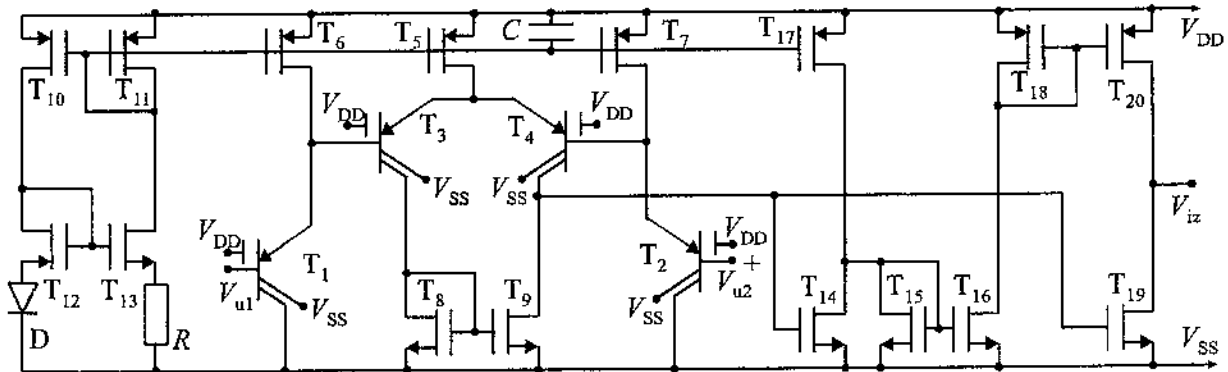 T6 T5 C T7 T17 VDD
T10 T11 T18 T20
VDD T3 T4 VDD
VSS VSS Viz
VDD T1 T2 VDD
Vu1 + Vu2
T12 T13 VSS T8 T9 VSS T14 T15 T16 T19
D R VSS